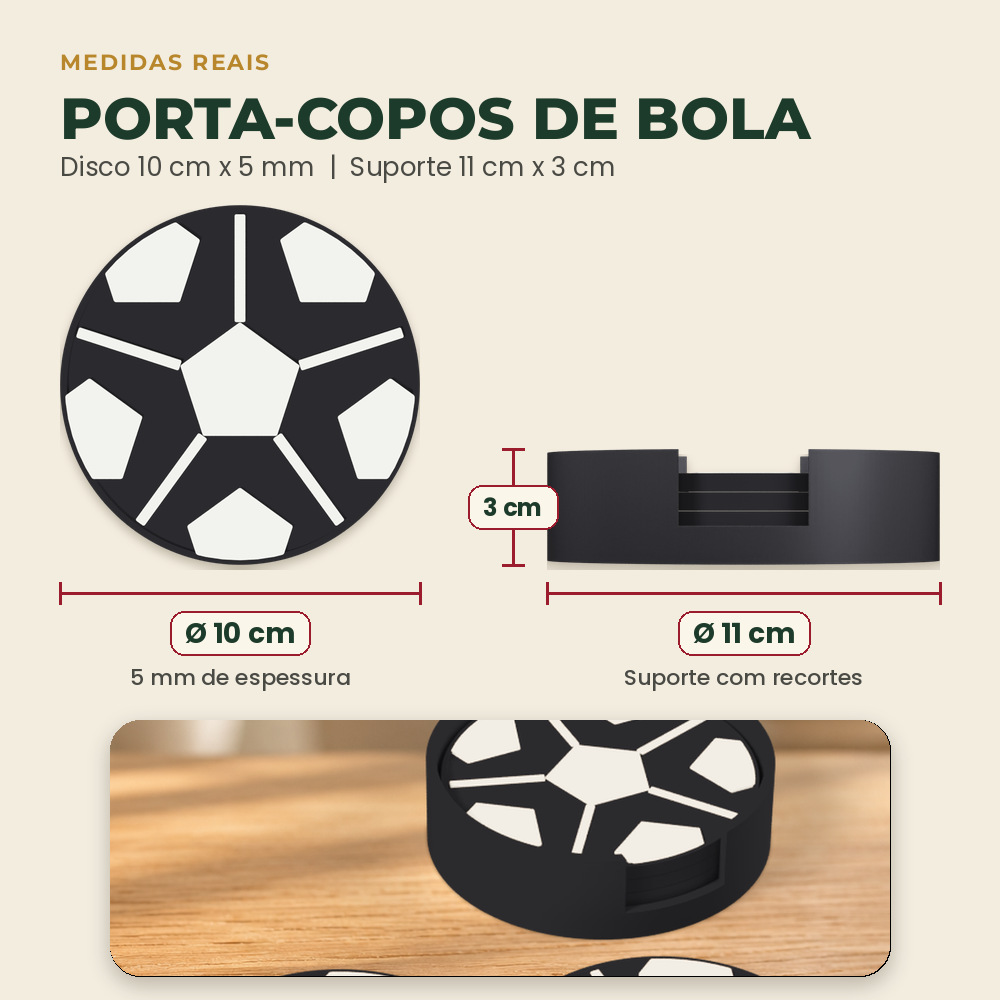 MEDIDAS REAIS
PORTA-COPOS DE BOLA
Disco 10 cm x 5 mm | Suporte 11 cm x 3 cm
3 cm
Ø 10 cm
Ø 11 cm
5 mm de espessura
Suporte com recortes